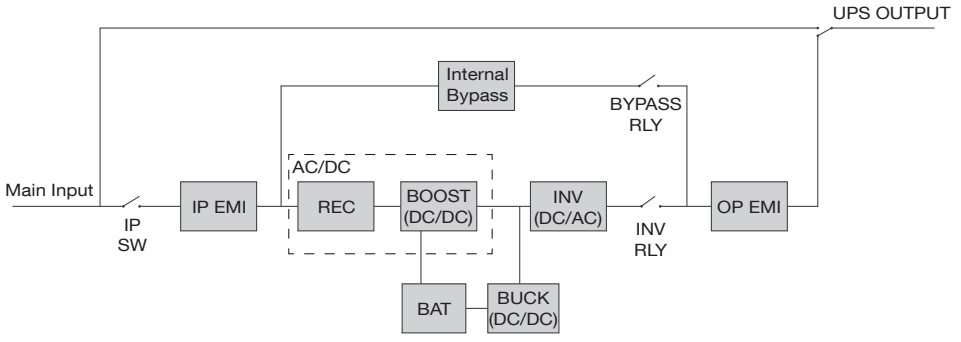 UPS OUTPUT
Internal
Bypass
BYPASS
RLY
AC/DC
Main Input
IP
SW
IP EMI
REC
BOOST
(DC/DC)
INV
(DC/AC)
INV
RLY
OP EMI
BAT
BUCK
(DC/DC)